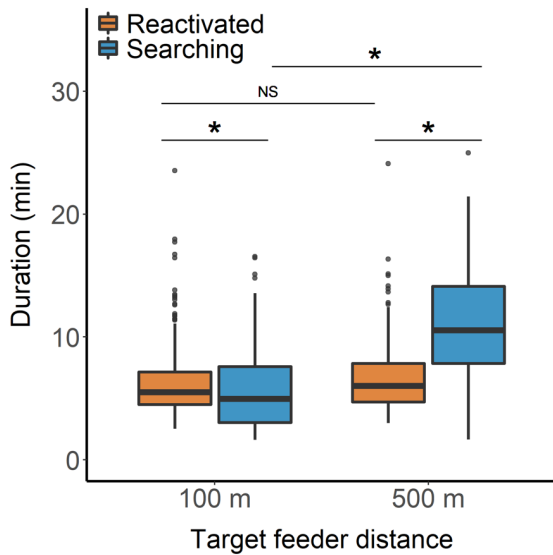 Reactivated
Searching
*
NS
* *
30
20
10
0
Duration (min)
100 m 500 m
Target feeder distance